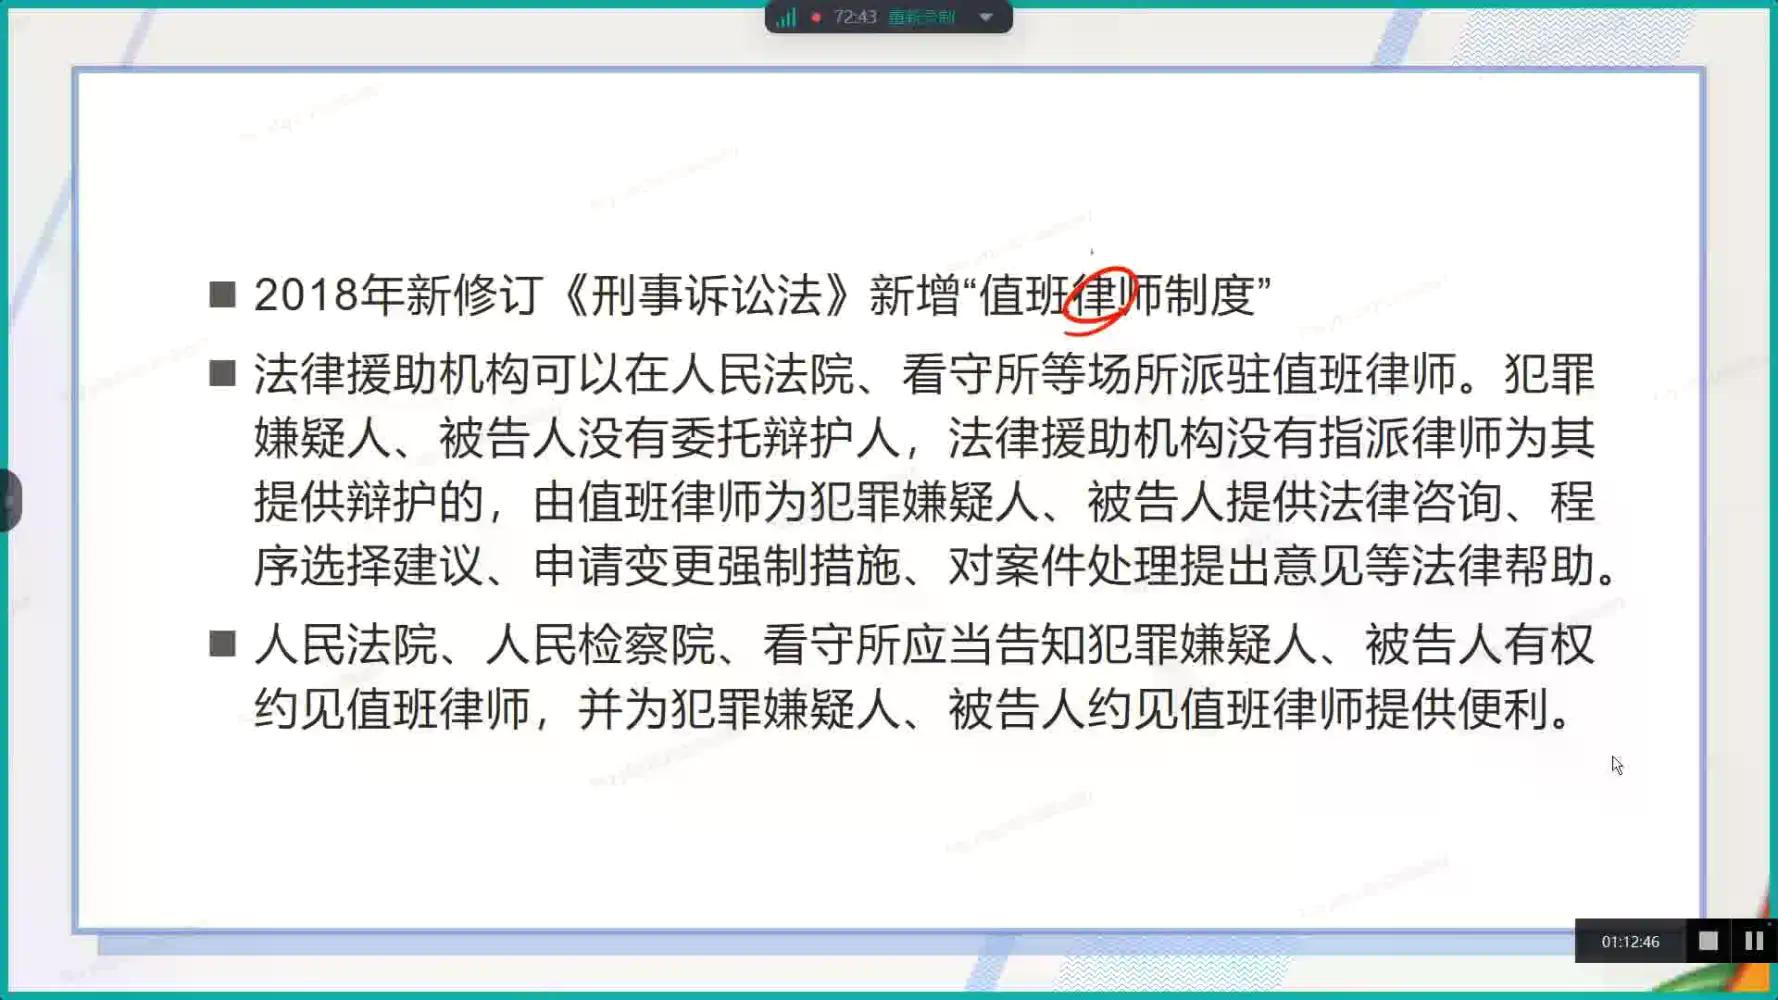 72:43 重新录制
■ 2018年新修订《刑事诉讼法》新增“值班律师制度”
■ 法律援助机构可以在人民法院、看守所等场所派驻值班律师。犯罪
嫌疑人、被告人没有委托辩护人，法律援助机构没有指派律师为其
提供辩护的，由值班律师为犯罪嫌疑人、被告人提供法律咨询、程
序选择建议、申请变更强制措施、对案件处理提出意见等法律帮助。
■ 人民法院、人民检察院、看守所应当告知犯罪嫌疑人、被告人有权
约见值班律师，并为犯罪嫌疑人、被告人约见值班律师提供便利。
01:12:46